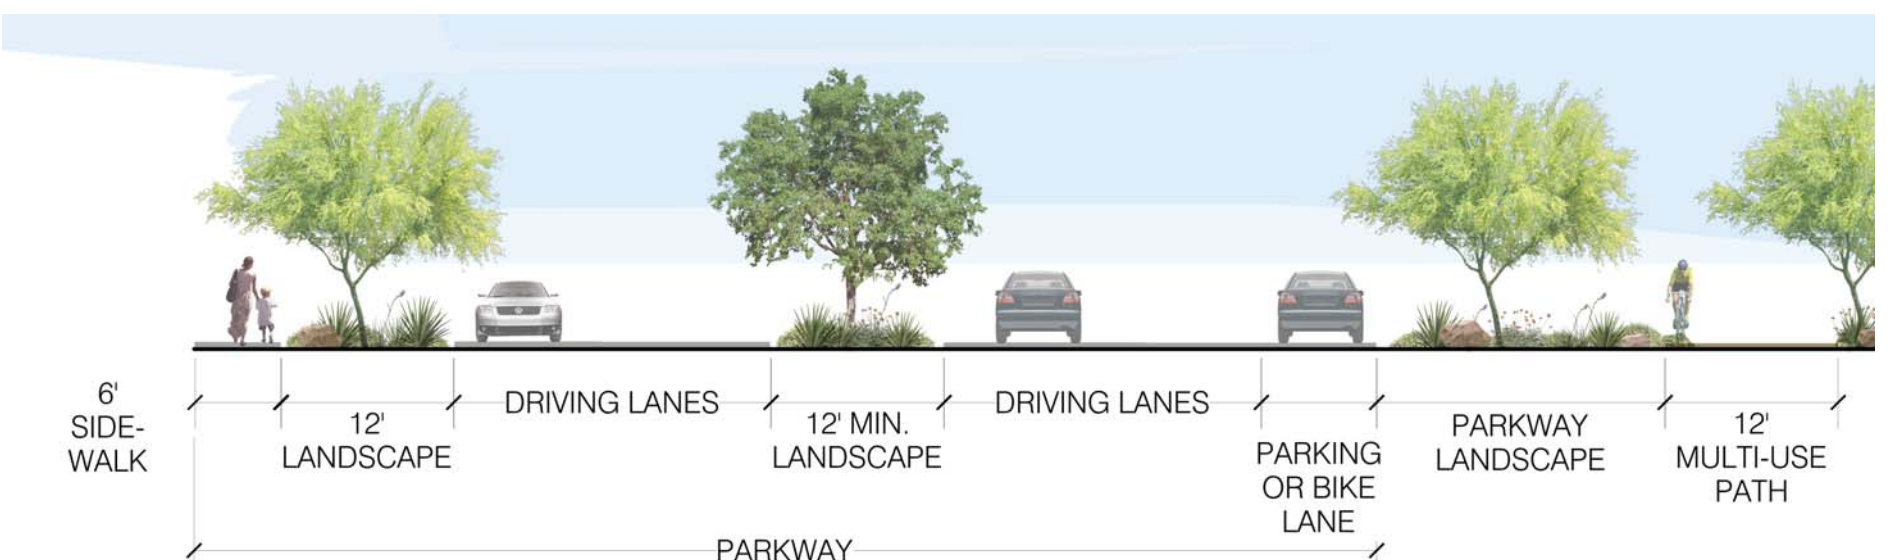 6'
SIDE-
WALK
12'
LANDSCAPE
DRIVING LANES
12' MIN.
LANDSCAPE
DRIVING LANES
PARKING
OR BIKE
LANE
PARKWAY
LANDSCAPE
12'
MULTI-USE
PATH
PARKWAY